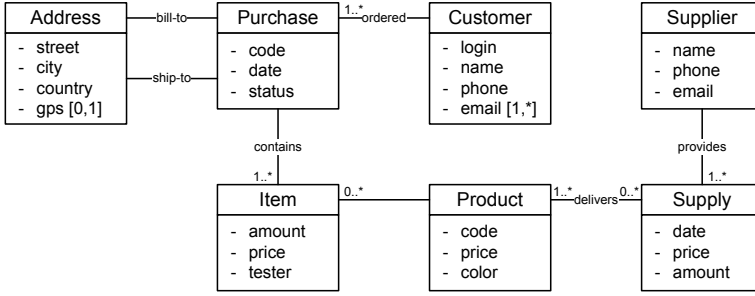 Address
- street
- city
- country
- gps [0,1]
bill-to
ship-to
Purchase
- code
- date
- status
1..*
ordered
Customer
- login
- name
- phone
- email [1,*]
Supplier
- name
- phone
- email
contains
1..*
provides
1..*
Item
- amount
- price
- tester
0..*
Product
- code
- price
- color
1..*
delivers
0..*
Supply
- date
- price
- amount